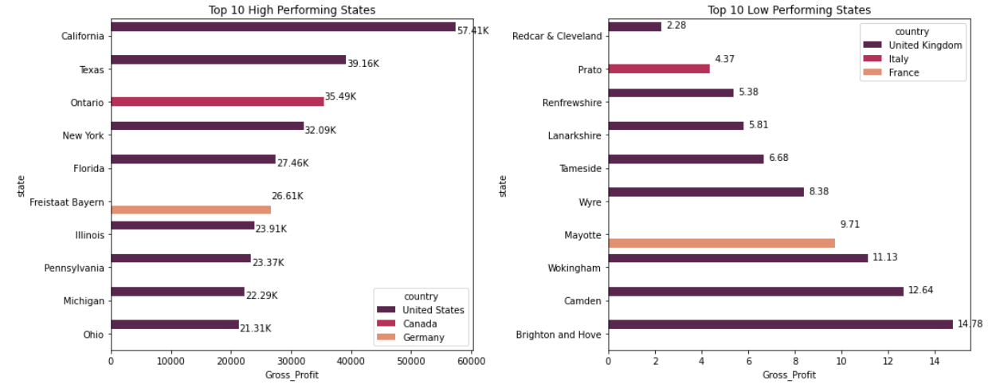 Top 10 High Performing States
California
57.41K
Texas
39.16K
Ontario
35.49K
New York
32.09K
Florida
27.46K
state
Freistaat Bayern
26.61K
Illinois
23.91K
Pennsylvania
23.37K
Michigan
22.29K
Ohio
21.31K
country
United States
Canada
Germany
0 10000 20000 30000 40000 50000 60000
Gross_Profit
Top 10 Low Performing States
Redcar & Cleveland
2.28
country
United Kingdom
Italy
France
Prato
4.37
Renfrewshire
5.38
Lanarkshire
5.81
Tameside
6.68
state
Wyre
8.38
Mayotte
9.71
Wokingham
11.13
Camden
12.64
Brighton and Hove
14.78
0 2 4 6 8 10 12 14
Gross_Profit